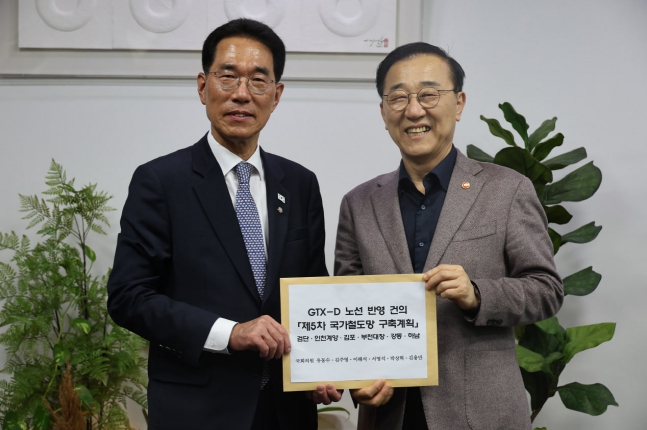 GTX-D 노선 반영 건의
「제5차 국가철도망 구축계획」
검단·인천계양·김포·부천대장·강동·하남
국회의원 유동수·김주영·이해식·서영석·박상혁·김용만